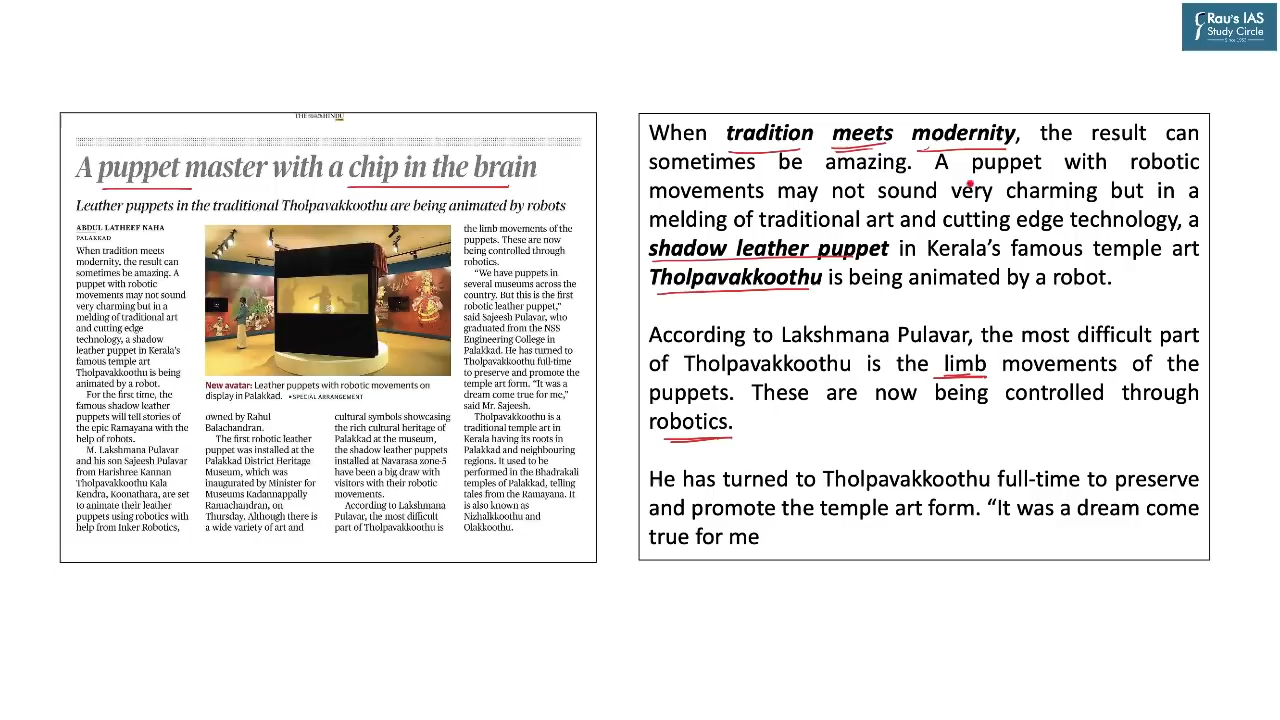 Rau's IAS
Study Circle
Since 1953
THE HINDU
A puppet master with a chip in the brain
Leather puppets in the traditional Tholpavakkoothu are being animated by robots
ABDUL LATHEEF NAHA
PALAKKAD
When tradition meets
modernity, the result can
sometimes be amazing. A
puppet with robotic
movements may not sound
very charming but in a
melding of traditional art
and cutting edge
technology, a shadow
leather puppet in Kerala's
famous temple art
Tholpavakkoothu is being
animated by a robot.
For the first time, the
famous shadow leather
puppets will tell stories of
the epic Ramayana with the
help of robots.
M. Lakshmana Pulavar
and his son Sajeesh Pulavar
from Harishree Kannan
Tholpavakkoothu Kala
Kendra, Koonathara, are set
to animate their leather
puppets using robotics with
help from Inker Robotics,
New avatar: Leather puppets with robotic movements on
display in Palakkad. •SPECIAL ARRANGEMENT
owned by Rahul
Balachandran.
The first robotic leather
puppet was installed at the
Palakkad District Heritage
Museum, which was
inaugurated by Minister for
Museums Kadannappally
Ramachandran, on
Thursday. Although there is
a wide variety of art and
cultural symbols showcasing
the rich cultural heritage of
Palakkad at the museum,
the shadow leather puppets
installed at Navarasa zone-5
have been a big draw with
visitors with their robotic
movements.
According to Lakshmana
Pulavar, the most difficult
part of Tholpavakkoothu is
the limb movements of the
puppets. These are now
being controlled through
robotics.
"We have puppets in
several museums across the
country. But this is the first
robotic leather puppet,"
said Sajeesh Pulavar, who
graduated from the NSS
Engineering College in
Palakkad. He has turned to
Tholpavakkoothu full-time
to preserve and promote the
temple art form. "It was a
dream come true for me,"
said Mr. Sajeesh.
Tholpavakkoothu is a
traditional temple art in
Kerala having its roots in
Palakkad and neighbouring
regions. It used to be
performed in the Bhadrakali
temples of Palakkad, telling
tales from the Ramayana. It
is also known as
Nizhalkkoothu and
Olakkoothu.
When tradition meets modernity, the result can
sometimes be amazing. A puppet with robotic
movements may not sound very charming but in a
melding of traditional art and cutting edge technology, a
shadow leather puppet in Kerala's famous temple art
Tholpavakkoothu is being animated by a robot.
According to Lakshmana Pulavar, the most difficult part
of Tholpavakkoothu is the limb movements of the
puppets. These are now being controlled through
robotics.
He has turned to Tholpavakkoothu full-time to preserve
and promote the temple art form. "It was a dream come
true for me